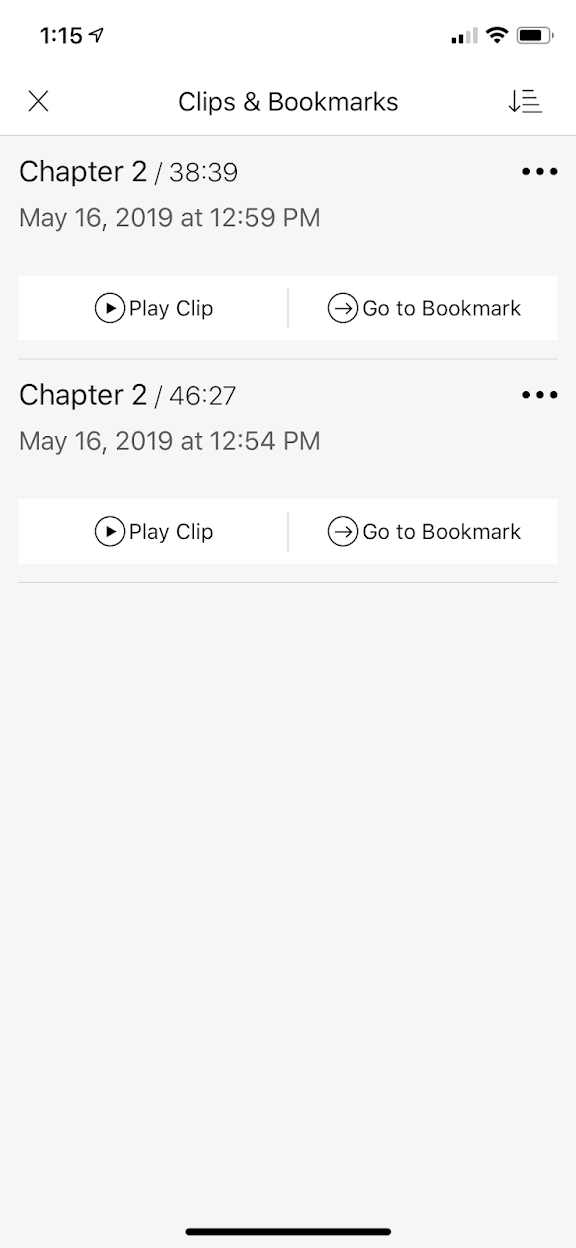 1:15
Clips & Bookmarks
Chapter 2 / 38:39
May 16, 2019 at 12:59 PM
Play Clip Go to Bookmark
Chapter 2 / 46:27
May 16, 2019 at 12:54 PM
Play Clip Go to Bookmark